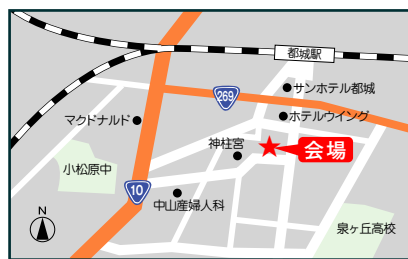 都城駅
サンホテル都城
269
ホテルウイング
マクドナルド
神柱宮
会場
小松原中
10
中山産婦人科
N
泉ヶ丘高校